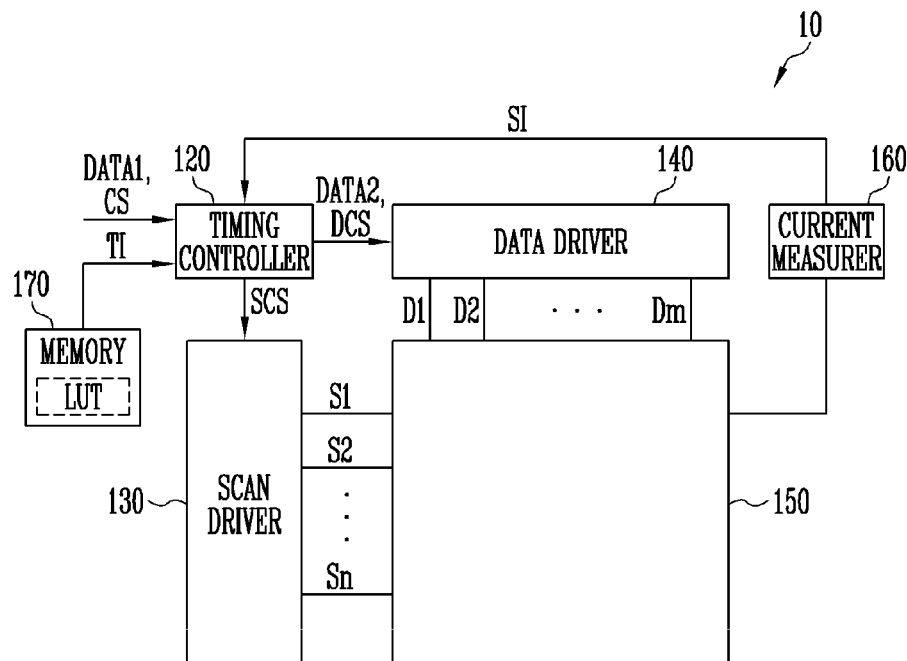 10
SI
120
140
160
DATA1,
CS
DATA2,
DCS
TIMING
CONTROLLER
DATA DRIVER
CURRENT
MEASURER
TI
170
SCS
D1
D2
. . .
Dm
MEMORY
LUT
S1
S2
130
SCAN
DRIVER
.
.
.
150
Sn